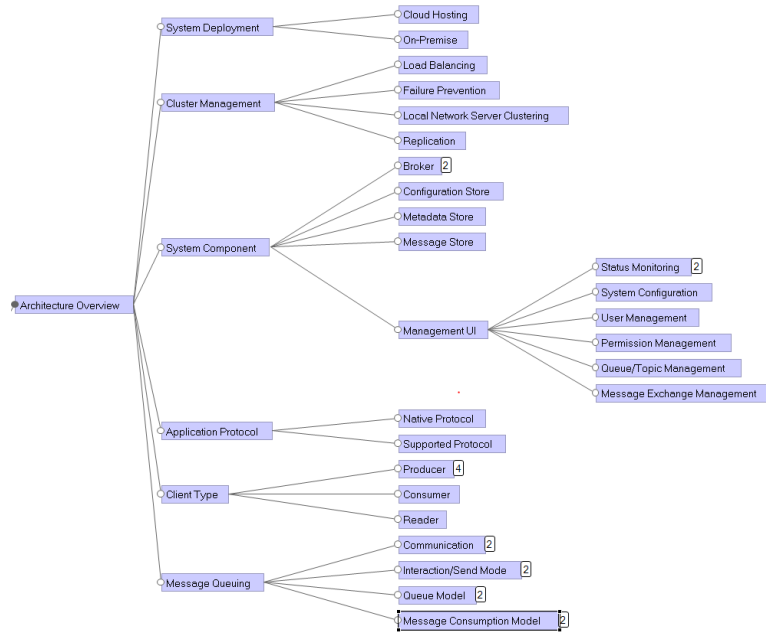 Cloud Hosting
System Deployment
On-Premise
Load Balancing
Failure Prevention
Cluster Management
Local Network Server Clustering
Replication
Broker 2
Configuration Store
Metadata Store
Message Store
System Component
Status Monitoring 2
System Configuration
Architecture Overview
User Management
Management UI
Permission Management
Queue/Topic Management
Message Exchange Management
Native Protocol
Application Protocol
Supported Protocol
Producer 4
Client Type
Consumer
Reader
Communication 2
Interaction/Send Mode 2
Message Queuing
Queue Model 2
Message Consumption Model 2